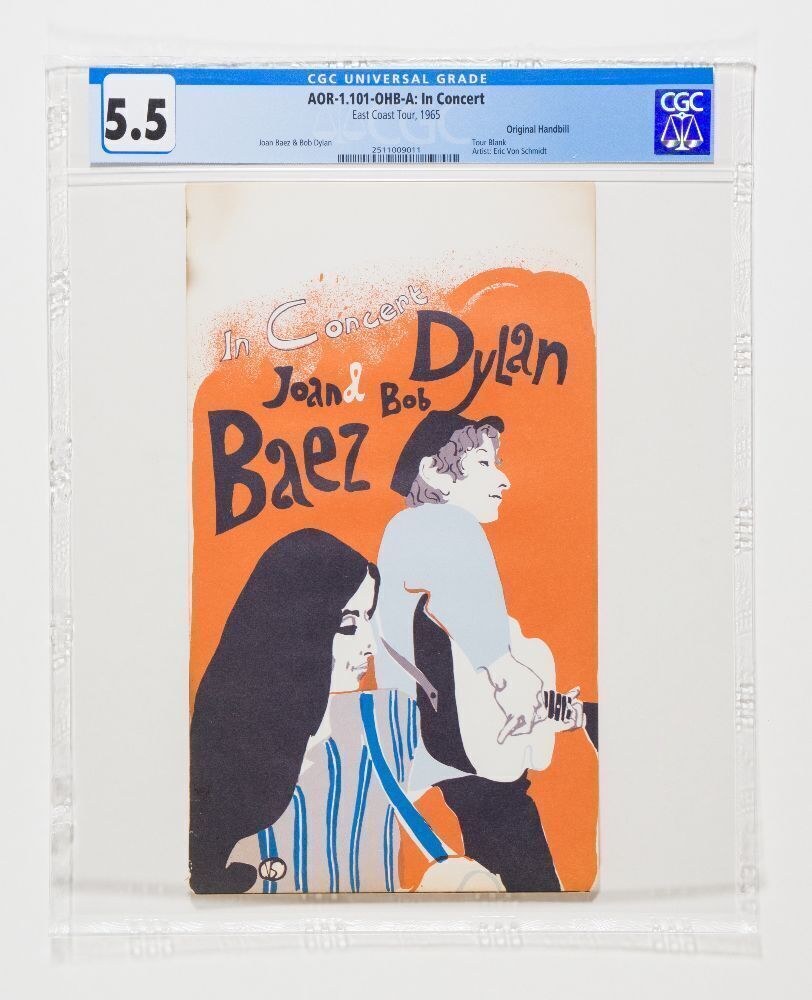 CGC UNIVERSAL GRADE
5.5
AOR-1.101-OHB-A: In Concert
East Coast Tour, 1965
Original Handbill
Joan Baez & Bob Dylan
Tour Blank
2511009011
Artist: Eric Von Schmidt
CGC
In Concert
Joan & Bob Dylan
Baez